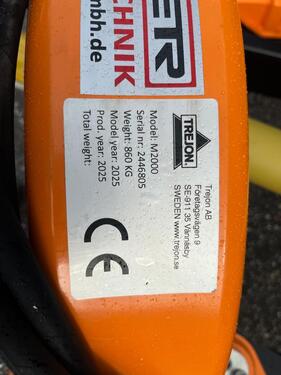 ER
CHNIK
mbh.de
TREJON
Trejon AB
Företagsvägen 9
SE-911 35 Vännäsby
SWEDEN www.trejon.se
Model: M2000
Serial nr: 2446805
Weight: 860 KG
Model year: 2025
Prod. year: 2025
Total weight:
CE